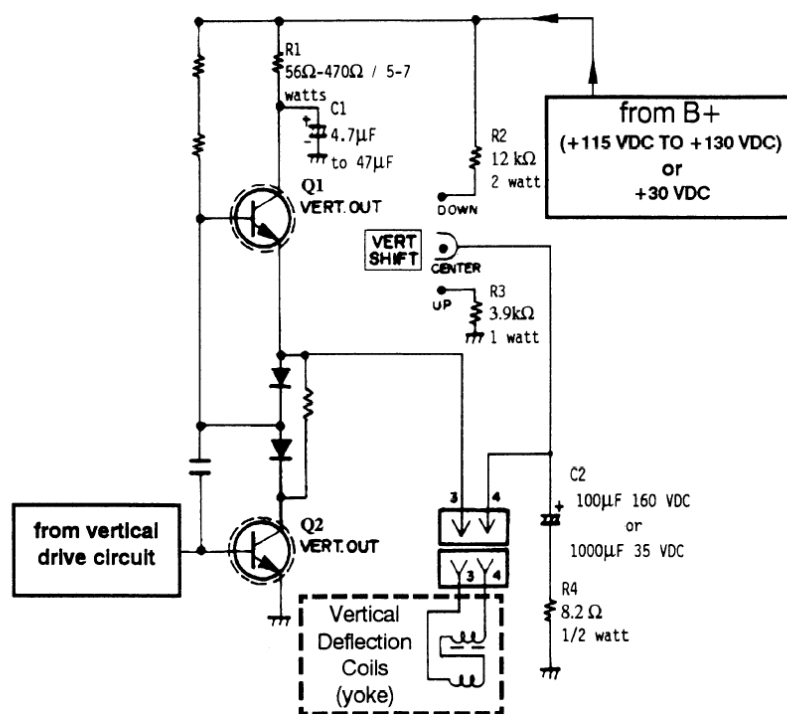 R1
56Ω-470Ω / 5-7
watts
C1
+
4.7µF
-
to 47µF
from B+
(+115 VDC TO +130 VDC)
or
+30 VDC
R2
12 kΩ
2 watt
Q1
VERT.OUT
DOWN
VERT
SHIFT
CENTER
UP
R3
3.9kΩ
1 watt
3
4
C2
+
100µF 160 VDC
or
1000µF 35 VDC
from vertical
drive circuit
Q2
VERT.OUT
3
4
R4
8.2 Ω
1/2 watt
Vertical
Deflection
Coils
(yoke)